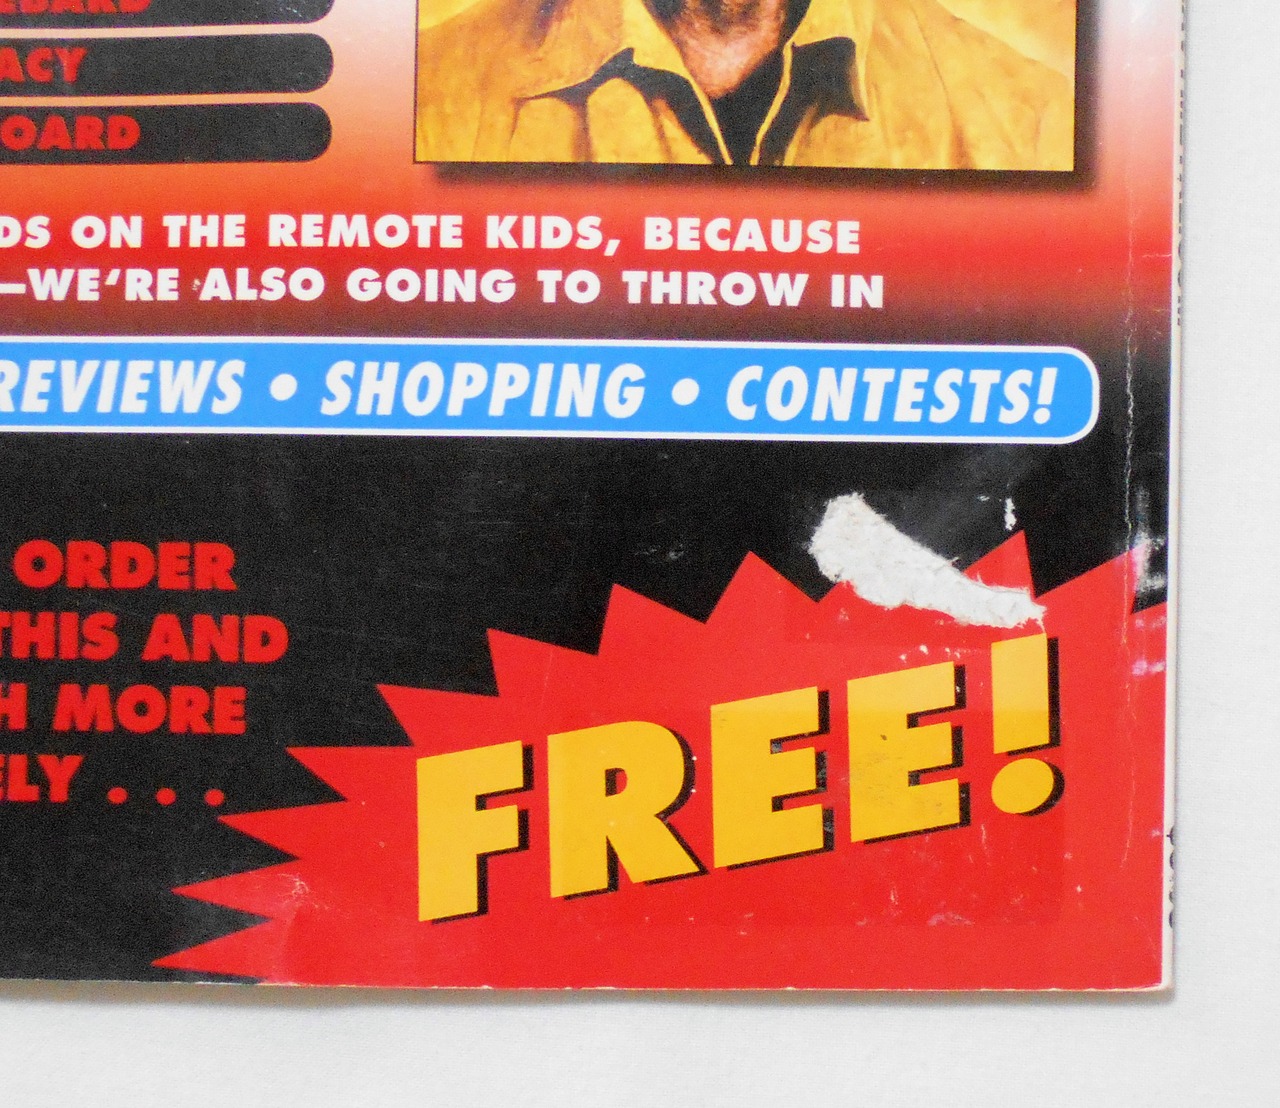 ACY
OARD
DS ON THE REMOTE KIDS, BECAUSE
—WE'RE ALSO GOING TO THROW IN
REVIEWS • SHOPPING • CONTESTS!
ORDER
THIS AND
H MORE
ELY . . .
FREE!